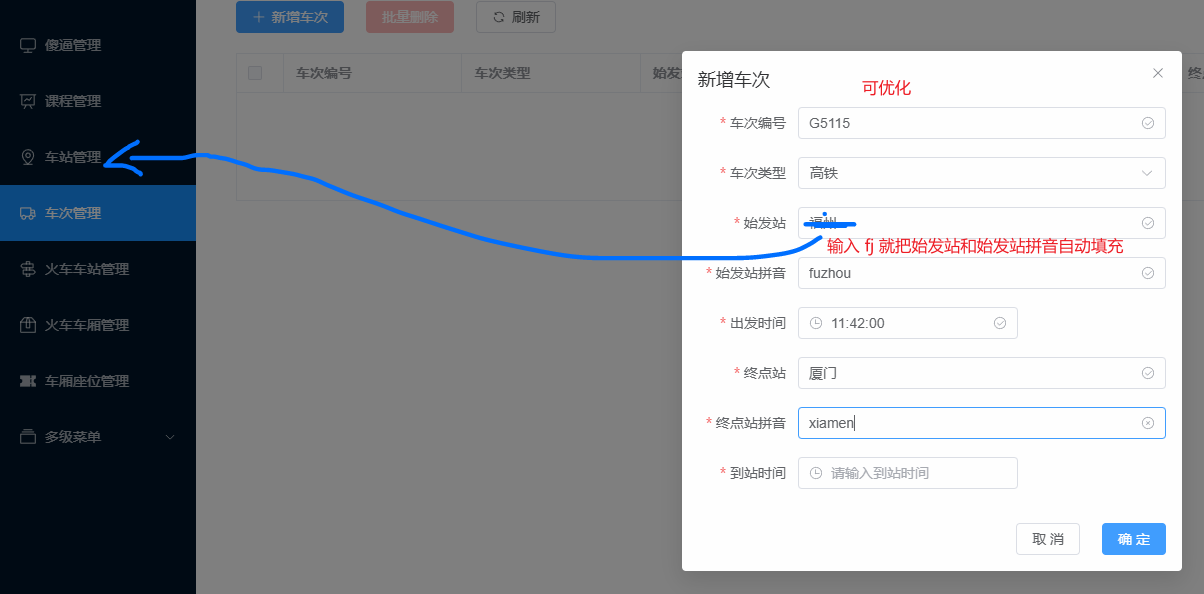 傻逼管理
课程管理
车站管理
车次管理
火车车站管理
火车车厢管理
车厢座位管理
多级菜单
新增车次
批量删除
刷新
车次编号
车次类型
始发
终
新增车次
可优化
* 车次编号
G5115
* 车次类型
高铁
* 始发站
福州
输入 fj 就把始发站和始发站拼音自动填充
* 始发站拼音
fuzhou
* 出发时间
11:42:00
* 终点站
厦门
* 终点站拼音
xiamen
* 到站时间
请输入到站时间
取消
确定